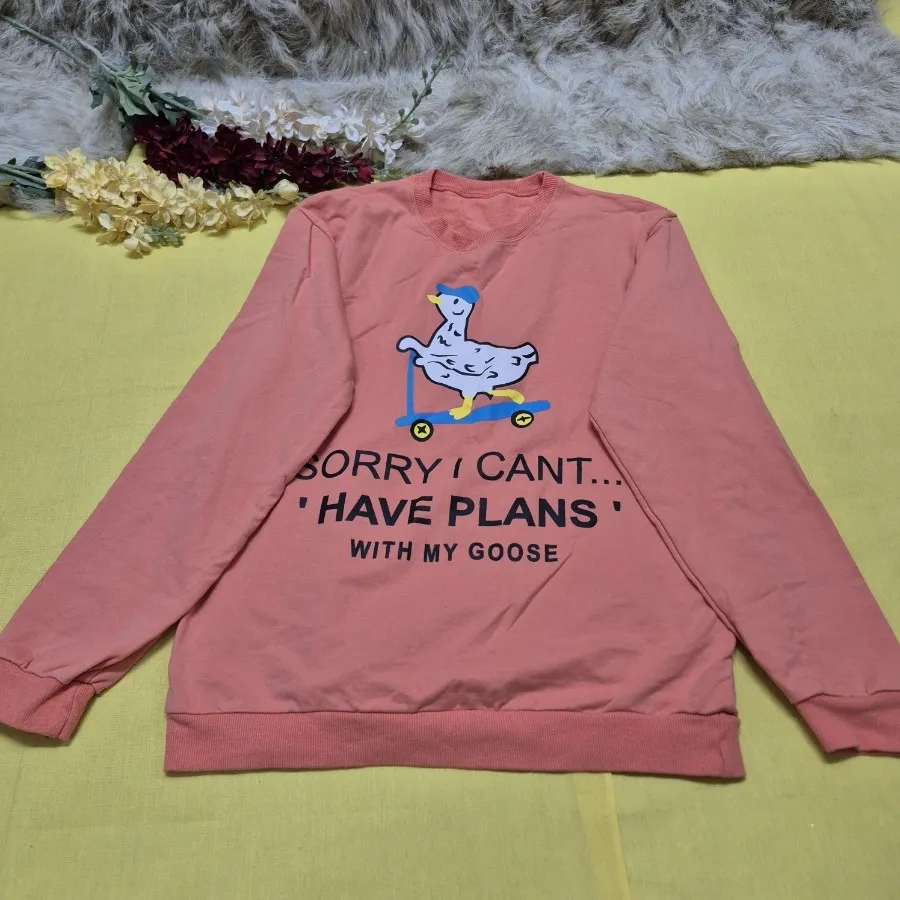 SORRY I CANT...
' HAVE PLANS '
WITH MY GOOSE